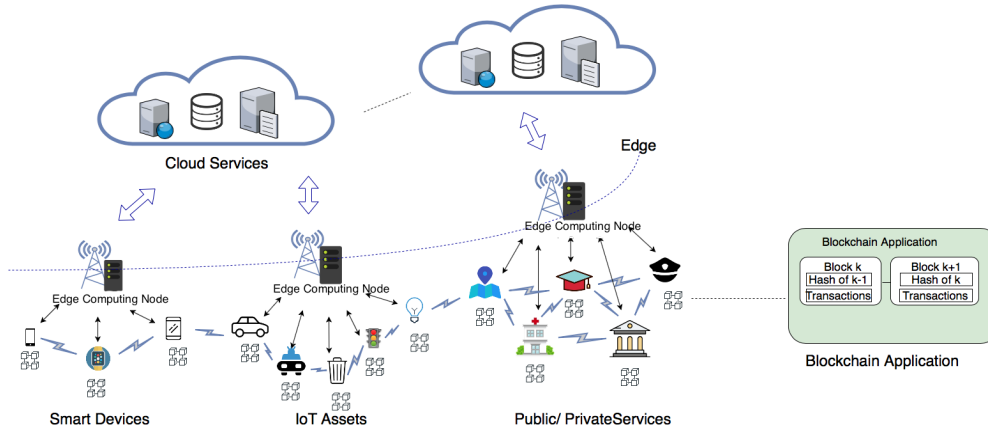 Cloud Services
Edge
Edge Computing Node
Edge Computing Node
Edge Computing Node
Smart Devices
IoT Assets
Public/ PrivateServices
Blockchain Application
Block k
Hash of k-1
Transactions
Block k+1
Hash of k
Transactions
Blockchain Application